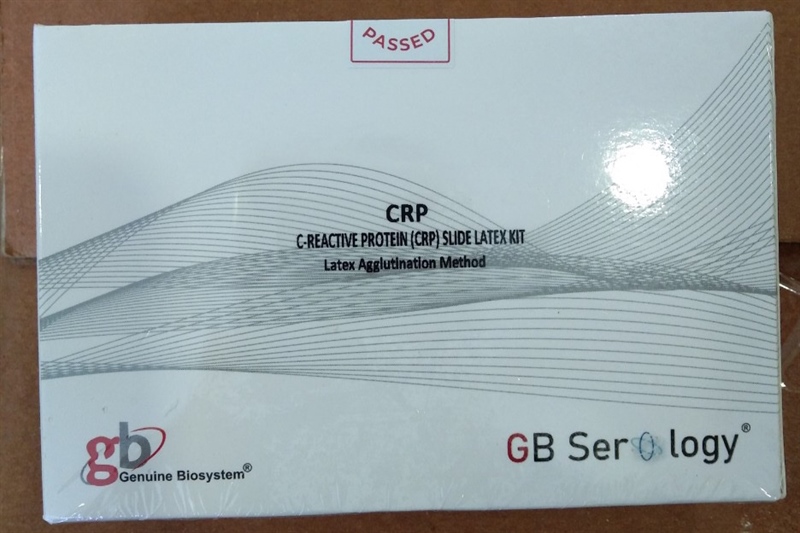 PASSED
CRP
C-REACTIVE PROTEIN (CRP) SLIDE LATEX KIT
Latex Agglutination Method
gb
Genuine Biosystem®
GB Serology®